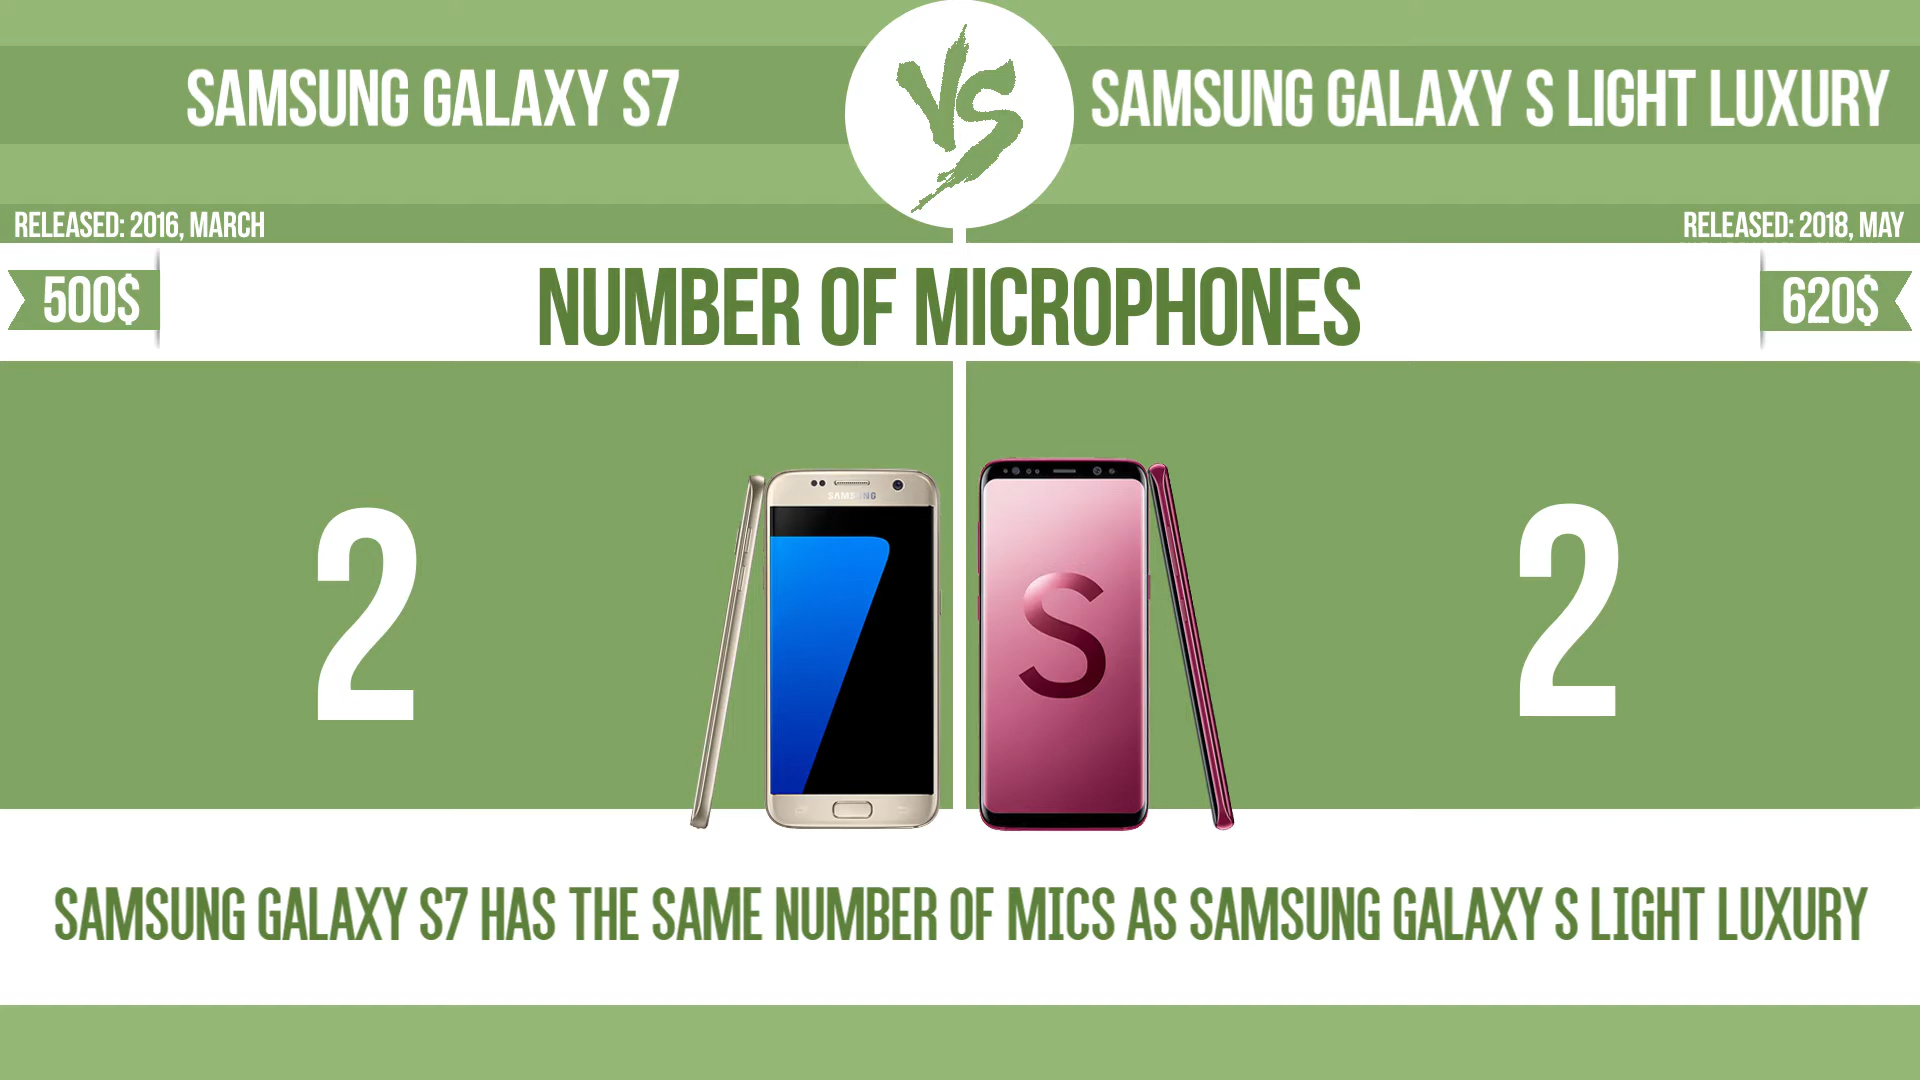 SAMSUNG GALAXY S7
VS
SAMSUNG GALAXY S LIGHT LUXURY
RELEASED: 2016, MARCH
RELEASED: 2018, MAY
500$
NUMBER OF MICROPHONES
620$
SAMSUNG
S
2
2
SAMSUNG GALAXY S7 HAS THE SAME NUMBER OF MICS AS SAMSUNG GALAXY S LIGHT LUXURY